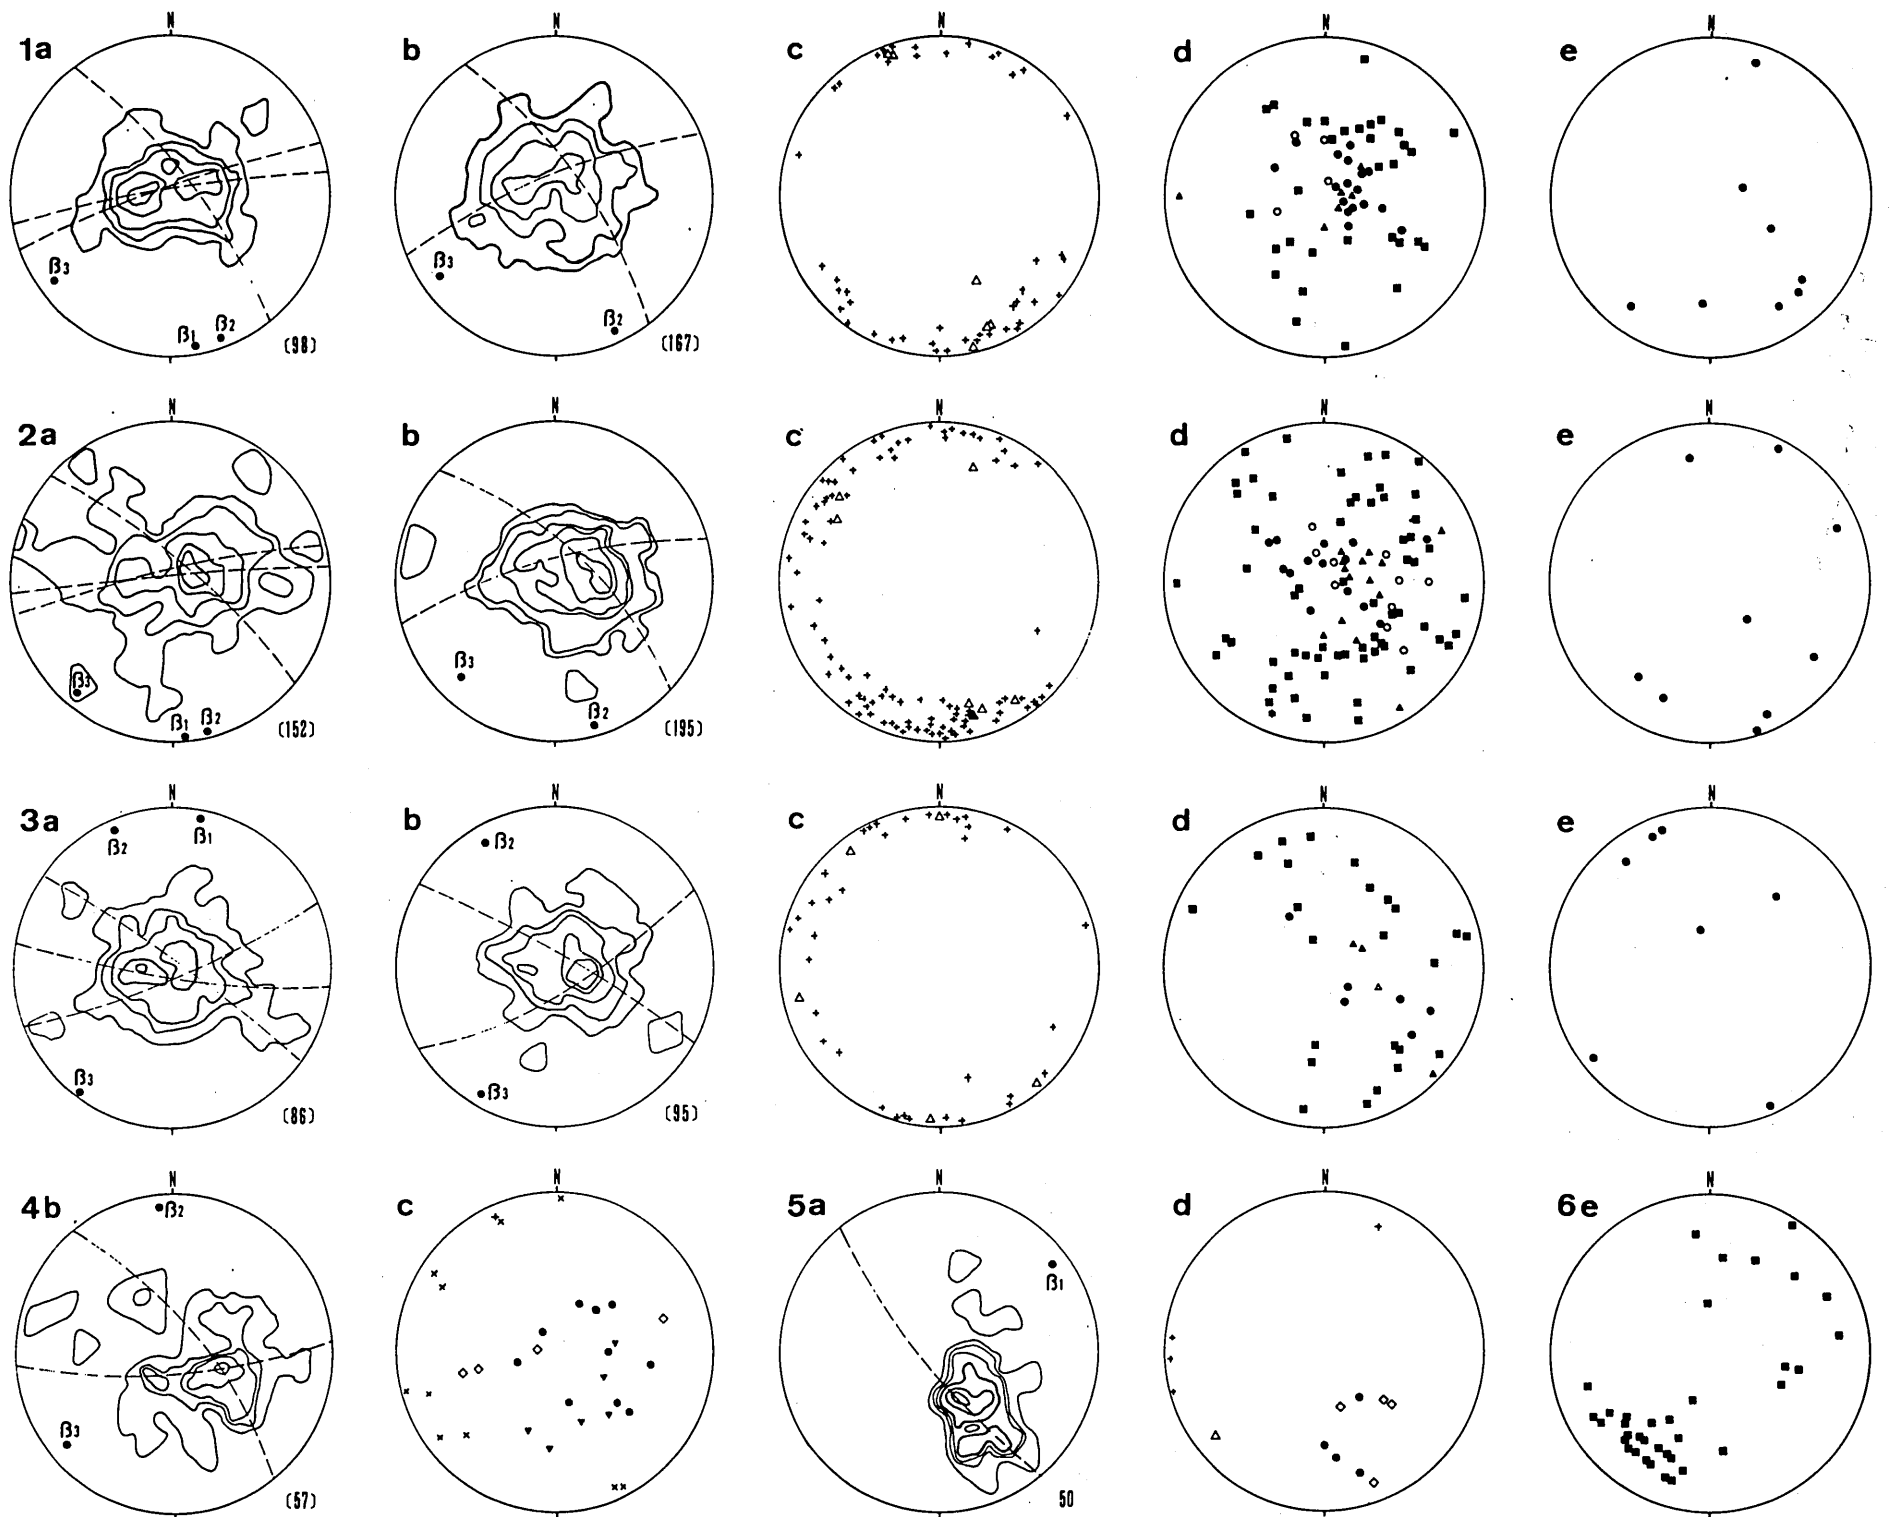 1a N β3 β1 β2 (98)
b N β3 β2 (167)
c N
d N
e N
2a N β3 β1 β2 (152)
b N β3 β2 (195)
c N
d N
e N
3a N β2 β1 β3 (86)
b N β2 β3 (95)
c N
d N
e N
4b N β2 β3 (57)
c N
5a N β1 50
d N
6e N